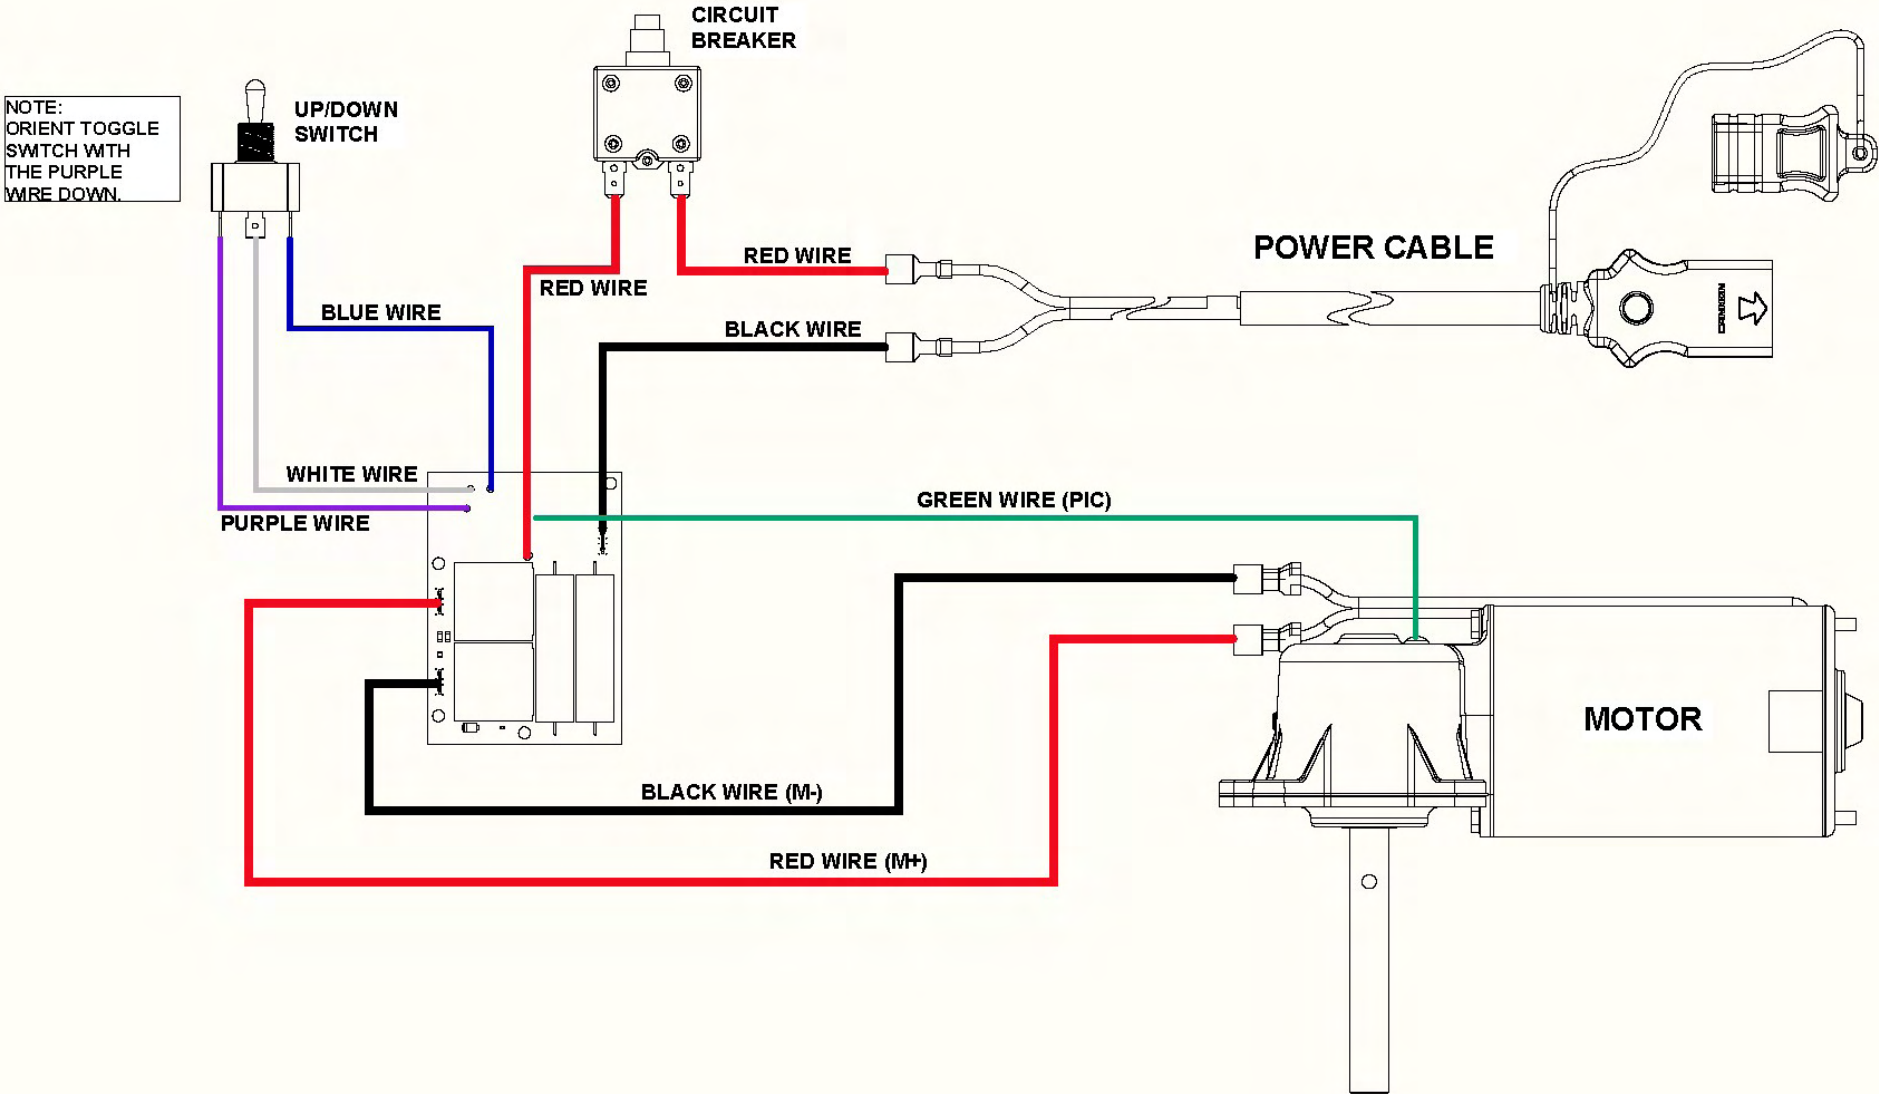 CIRCUIT
BREAKER
NOTE:
ORIENT TOGGLE
SWITCH WITH
THE PURPLE
WIRE DOWN.
UP/DOWN
SWITCH
POWER CABLE
RED WIRE
RED WIRE
BLUE WIRE
BLACK WIRE
CANNON
WHITE WIRE
PURPLE WIRE
GREEN WIRE (PIC)
MOTOR
BLACK WIRE (M-)
RED WIRE (M+)